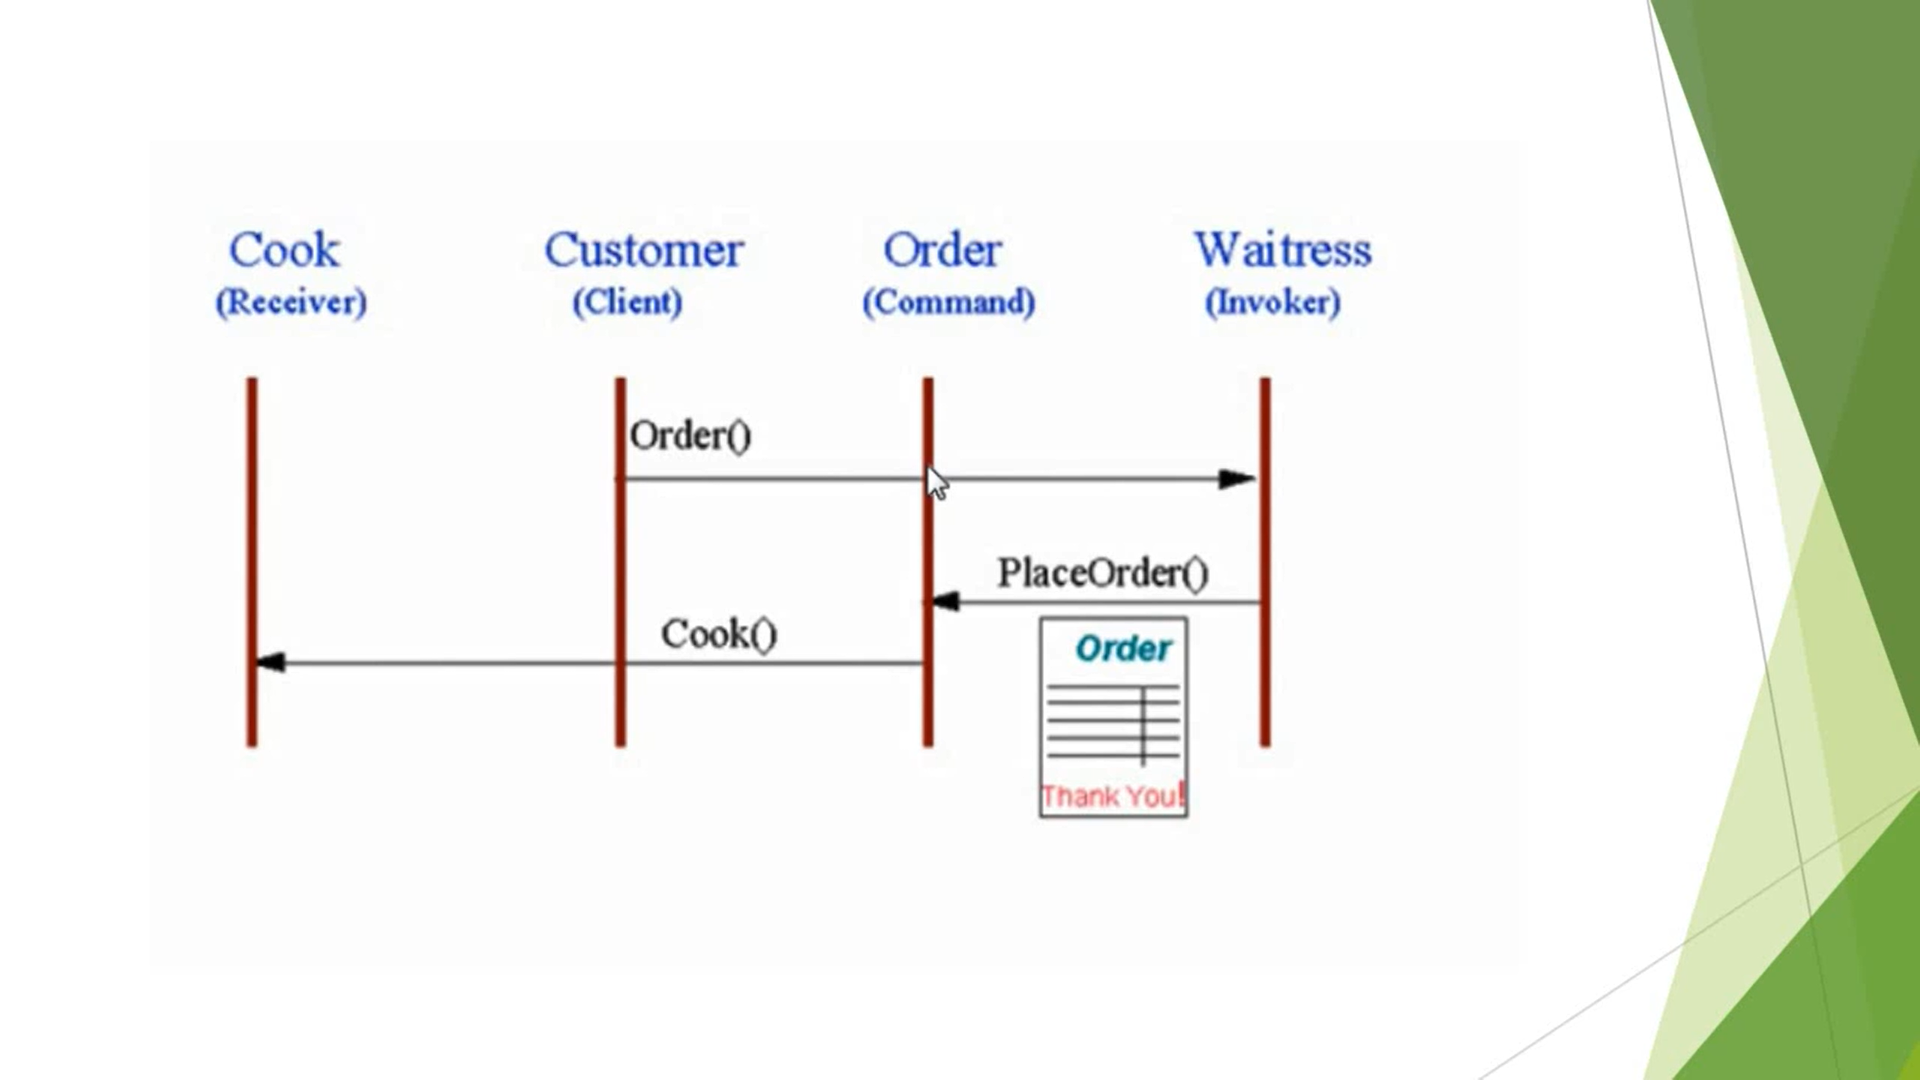 Cook
(Receiver)
Customer
(Client)
Order
(Command)
Waitress
(Invoker)
Order()
PlaceOrder()
Cook()
Order
Thank You!